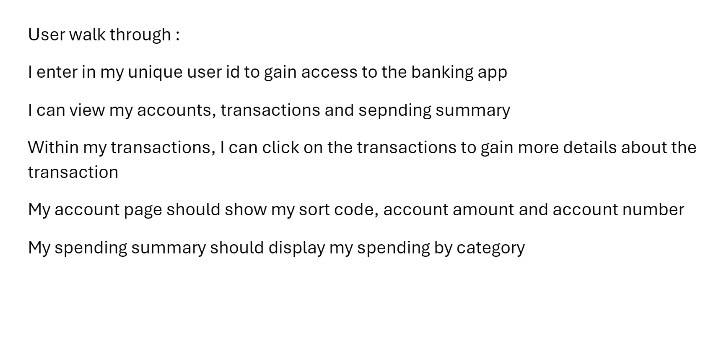 User walk through :
I enter in my unique user id to gain access to the banking app
I can view my accounts, transactions and sepnding summary
Within my transactions, I can click on the transactions to gain more details about the
transaction
My account page should show my sort code, account amount and account number
My spending summary should display my spending by category